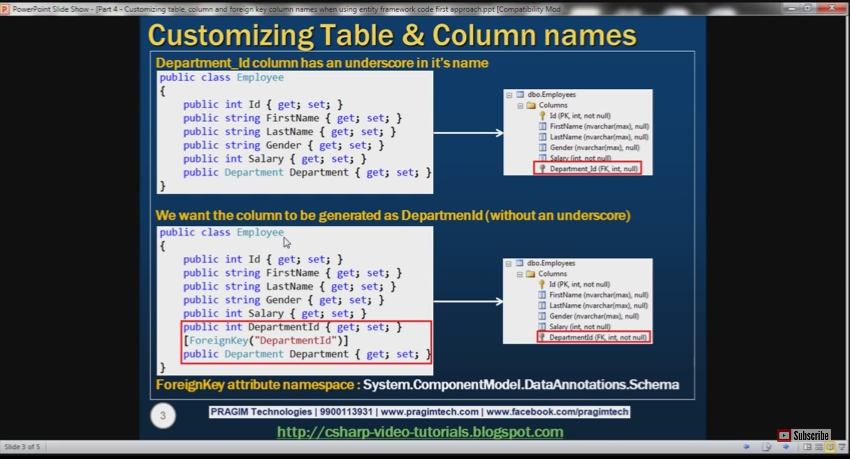 PowerPoint Slide Show - [Part 4 - Customizing table, column and foreign key column names when using entity framework code first approach.ppt [Compatibility Mod
Customizing Table & Column names
Department_Id column has an underscore in it's name
public class Employee
{
public int Id { get; set; }
public string FirstName { get; set; }
public string LastName { get; set; }
public string Gender { get; set; }
public int Salary { get; set; }
public Department Department { get; set; }
}
dbo.Employees
Columns
Id (PK, int, not null)
FirstName (nvarchar(max), null)
LastName (nvarchar(max), null)
Gender (nvarchar(max), null)
Salary (int, not null)
Department_Id (FK, int, null)
We want the column to be generated as DepartmenId (without an underscore)
public class Employee
{
public int Id { get; set; }
public string FirstName { get; set; }
public string LastName { get; set; }
public string Gender { get; set; }
public int Salary { get; set; }
public int DepartmentId { get; set; }
[ForeignKey("DepartmentId")]
public Department Department { get; set; }
}
dbo.Employees
Columns
Id (PK, int, not null)
FirstName (nvarchar(max), null)
LastName (nvarchar(max), null)
Gender (nvarchar(max), null)
Salary (int, not null)
DepartmentId (FK, int, not null)
ForeignKey attribute namespace : System.ComponentModel.DataAnnotations.Schema
3
PRAGIM Technologies | 9900113931 | www.pragimtech.com | www.facebook.com/pragimtech
http://csharp-video-tutorials.blogspot.com
Subscribe
Slide 3 of 5